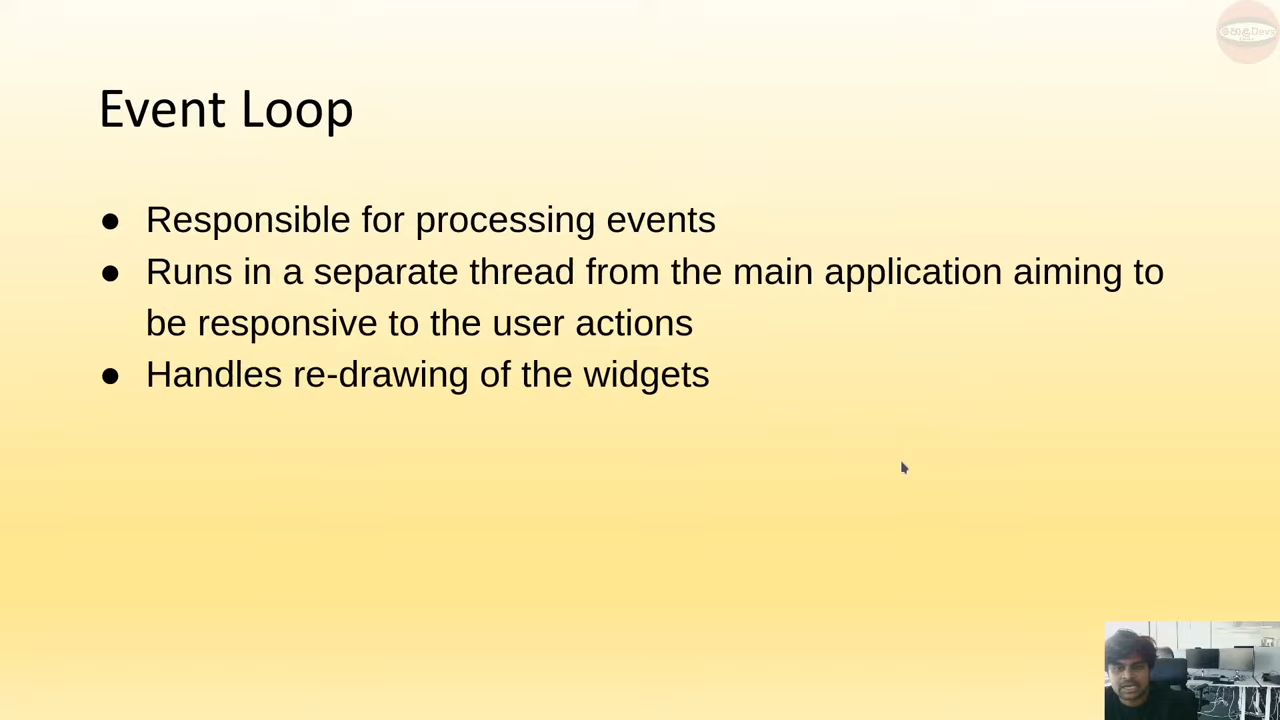 Event Loop
● Responsible for processing events
● Runs in a separate thread from the main application aiming to
be responsive to the user actions
● Handles re-drawing of the widgets